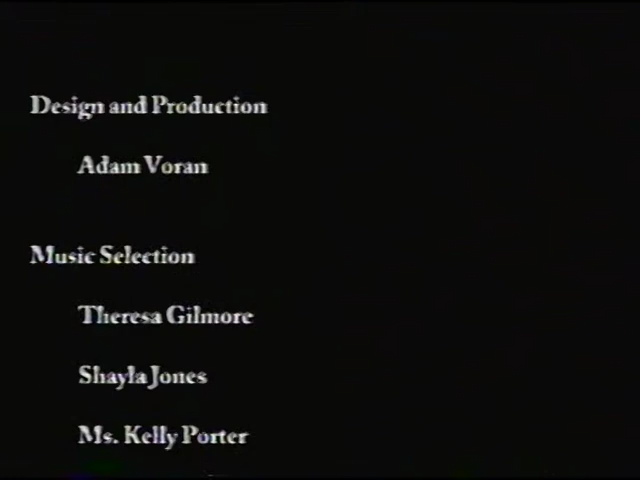 Design and Production
Adam Voran
Music Selection
Theresa Gilmore
Shayla Jones
Ms. Kelly Porter